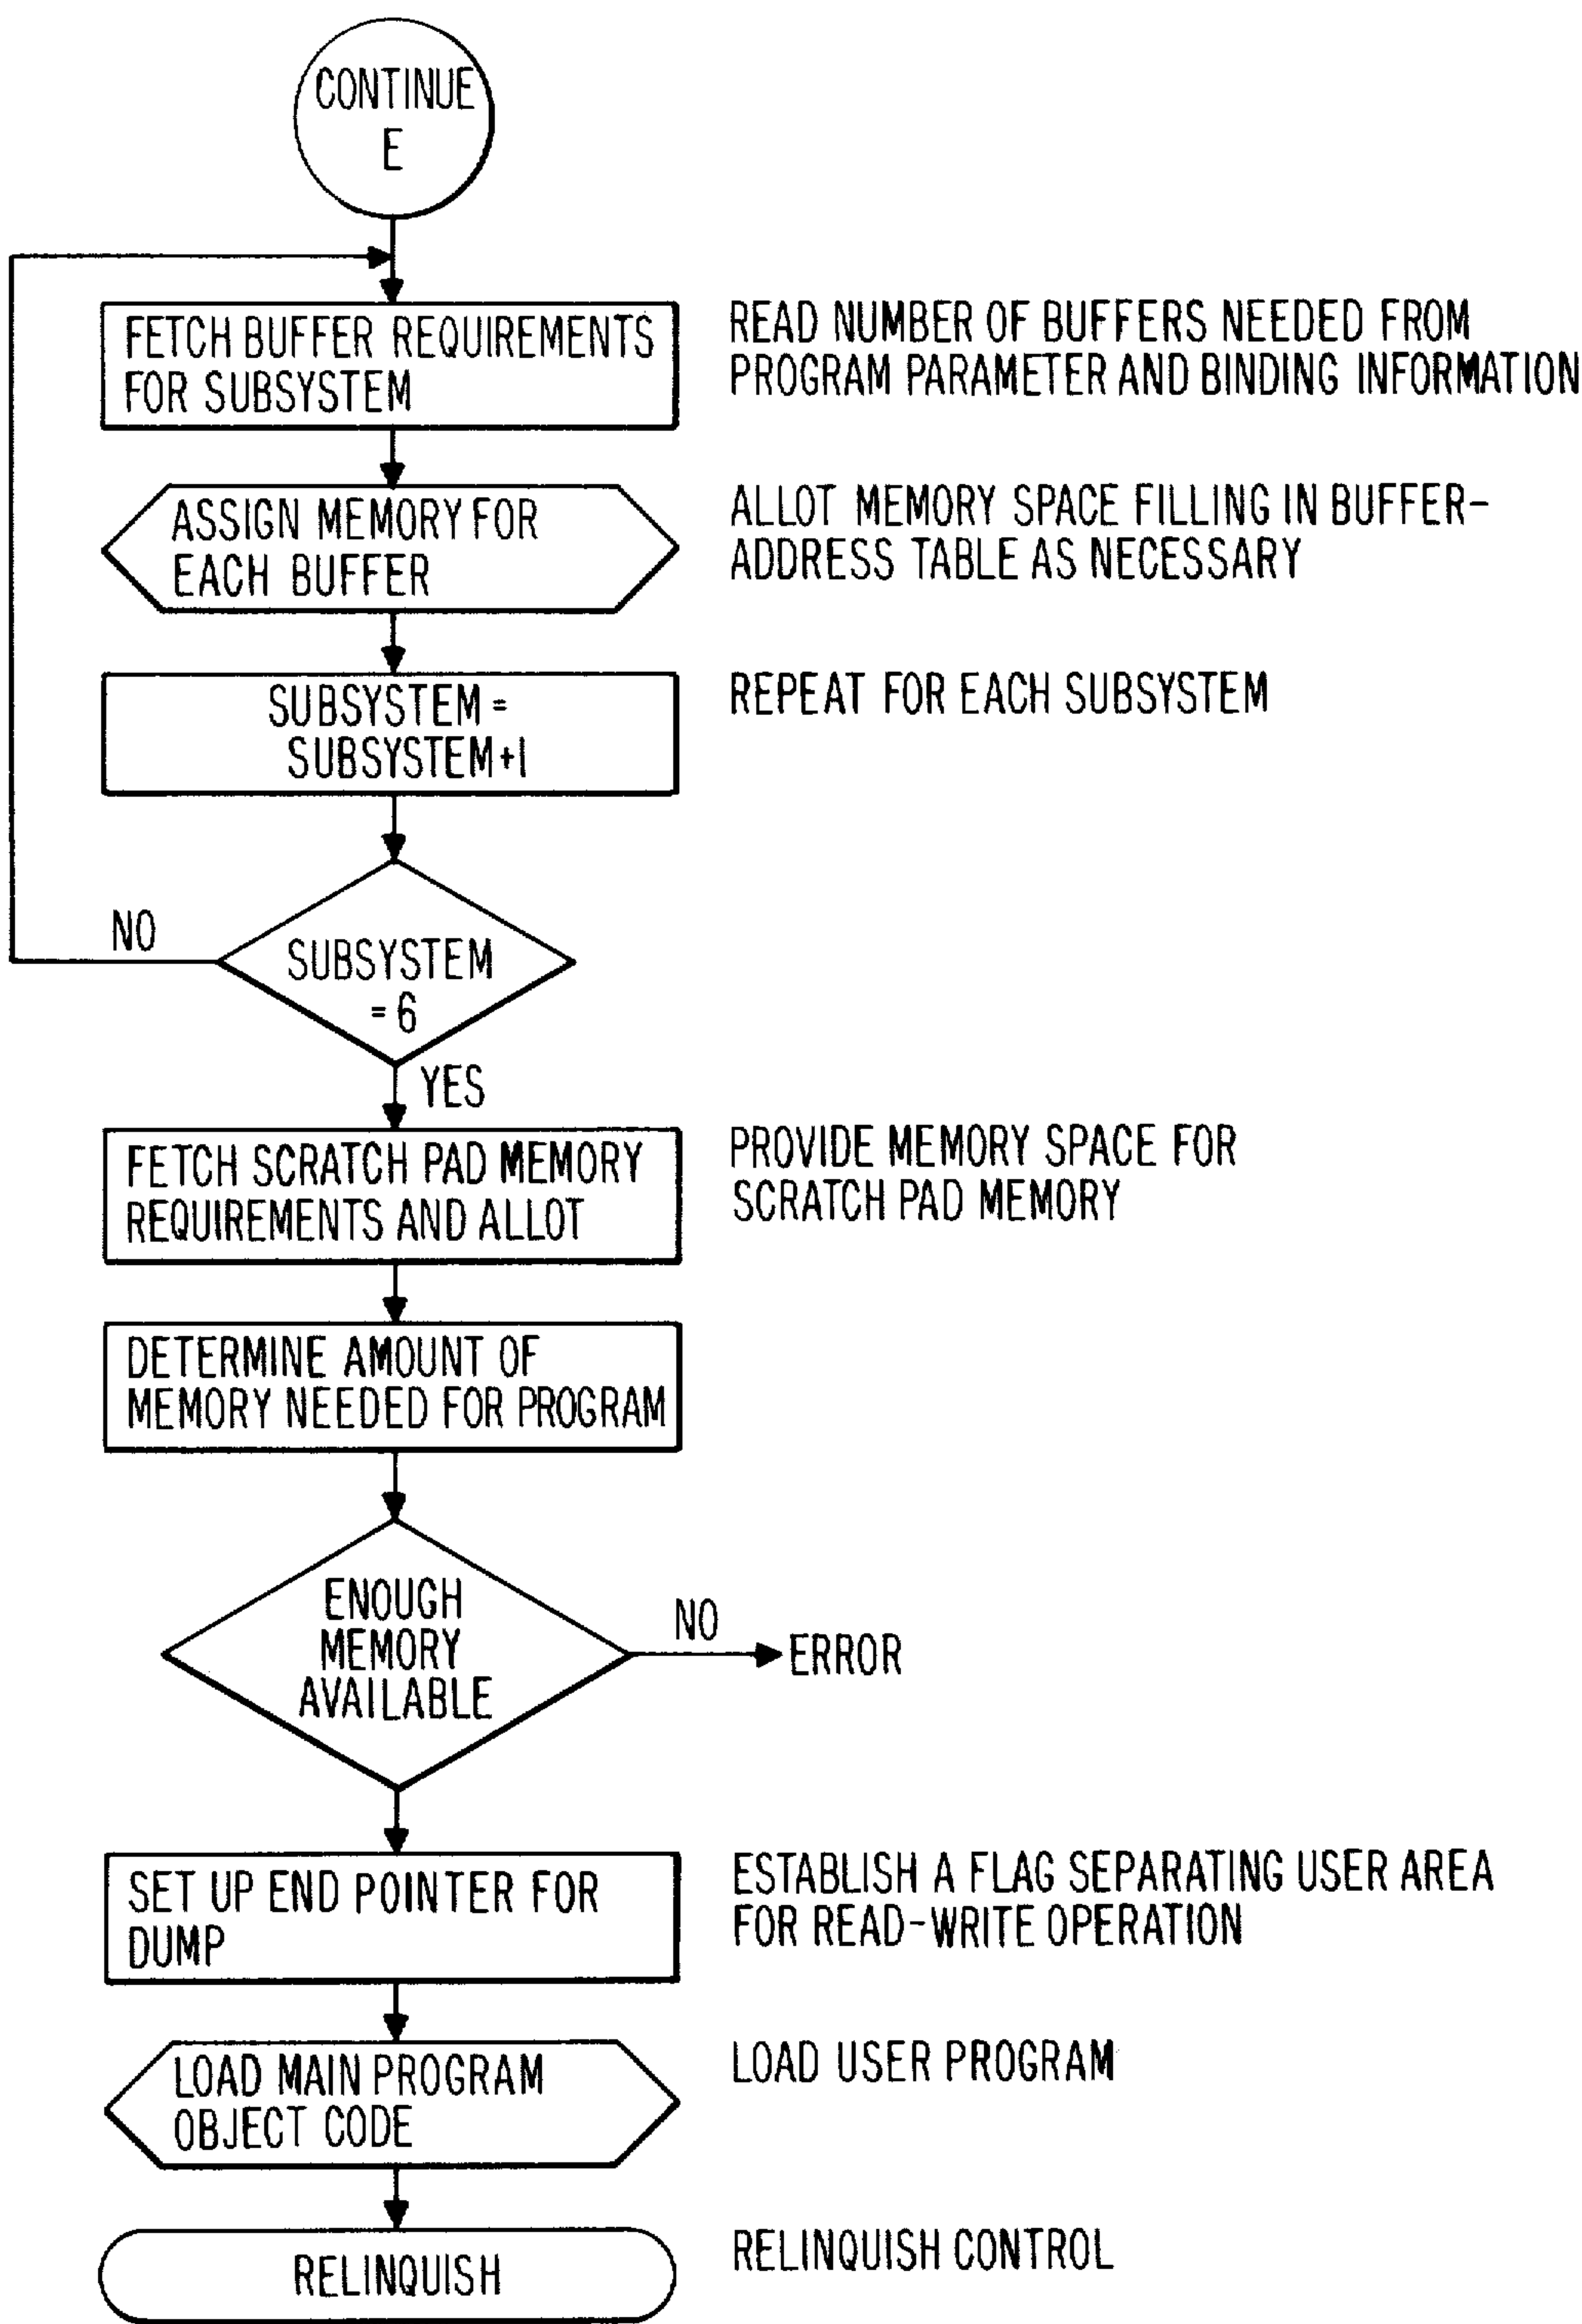 CONTINUE
E
FETCH BUFFER REQUIREMENTS
FOR SUBSYSTEM
READ NUMBER OF BUFFERS NEEDED FROM
PROGRAM PARAMETER AND BINDING INFORMATION
ASSIGN MEMORY FOR
EACH BUFFER
ALLOT MEMORY SPACE FILLING IN BUFFER-
ADDRESS TABLE AS NECESSARY
SUBSYSTEM =
SUBSYSTEM+1
REPEAT FOR EACH SUBSYSTEM
NO
SUBSYSTEM
= 6
YES
FETCH SCRATCH PAD MEMORY
REQUIREMENTS AND ALLOT
PROVIDE MEMORY SPACE FOR
SCRATCH PAD MEMORY
DETERMINE AMOUNT OF
MEMORY NEEDED FOR PROGRAM
ENOUGH
MEMORY
AVAILABLE
NO
ERROR
SET UP END POINTER FOR
DUMP
ESTABLISH A FLAG SEPARATING USER AREA
FOR READ-WRITE OPERATION
LOAD MAIN PROGRAM
OBJECT CODE
LOAD USER PROGRAM
RELINQUISH
RELINQUISH CONTROL